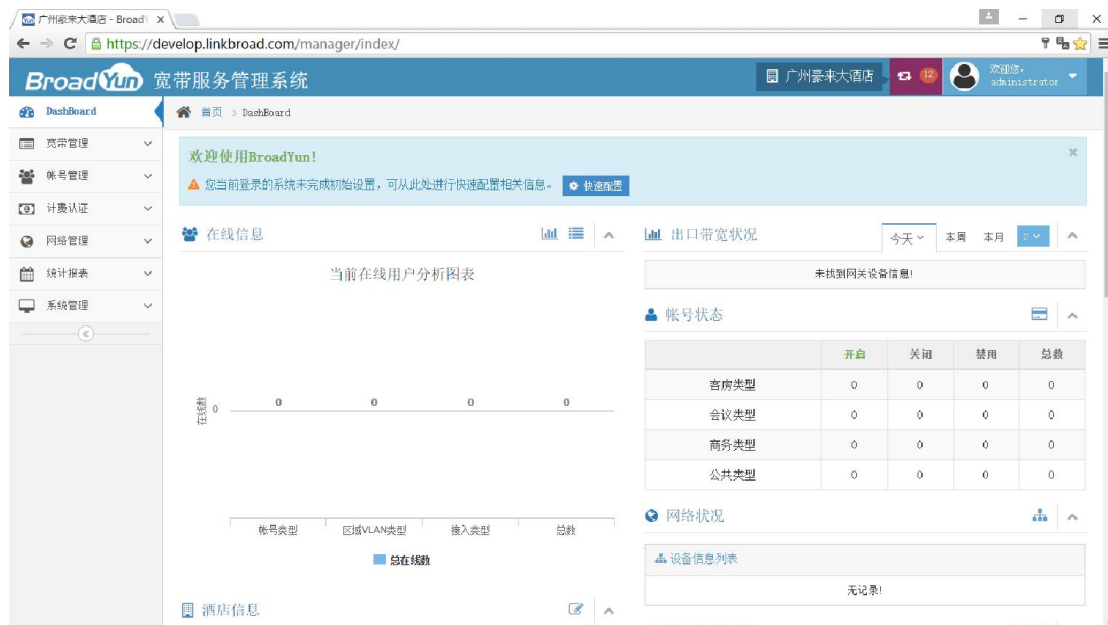 广州豪来大酒店 - BroadY
https://develop.linkbroad.com/manager/index/
BroadYun 宽带服务管理系统
广州豪来大酒店
12
欢迎您,
administrator
DashBoard
宽带管理
帐号管理
计费认证
网络管理
统计报表
系统管理
首页 > DashBoard
欢迎使用BroadYun!
您当前登录的系统未完成初始设置，可从此处进行快速配置相关信息。 快速配置
在线信息
当前在线用户分析图表
在线数
0
0 0 0 0
帐号类型 区域VLAN类型 接入类型 总数
总在线数
酒店信息
出口带宽状况
今天 本周 本月 2
未找到网关设备信息!
帐号状态
开启 关闭 禁用 总数
客房类型 0 0 0 0
会议类型 0 0 0 0
商务类型 0 0 0 0
公共类型 0 0 0 0
网络状况
设备信息列表
无记录!